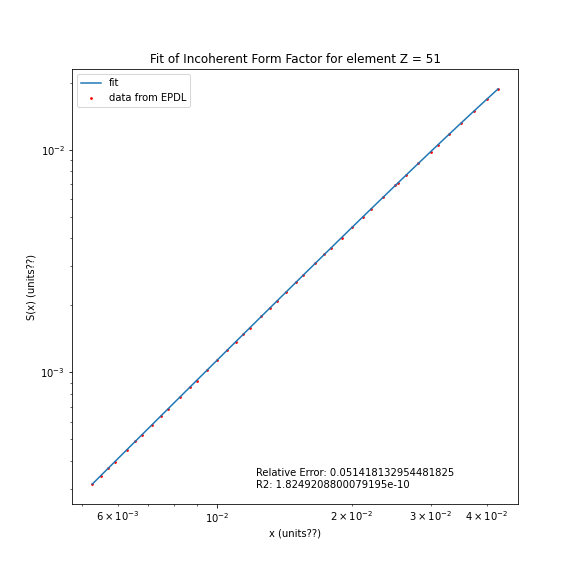 Fit of Incoherent Form Factor for element Z = 51
fit
data from EPDL
10⁻²
10⁻³
S(x) (units??)
Relative Error: 0.051418132954481825
R2: 1.8249208800079195e-10
6 × 10⁻³
10⁻²
2 × 10⁻²
3 × 10⁻²
4 × 10⁻²
x (units??)